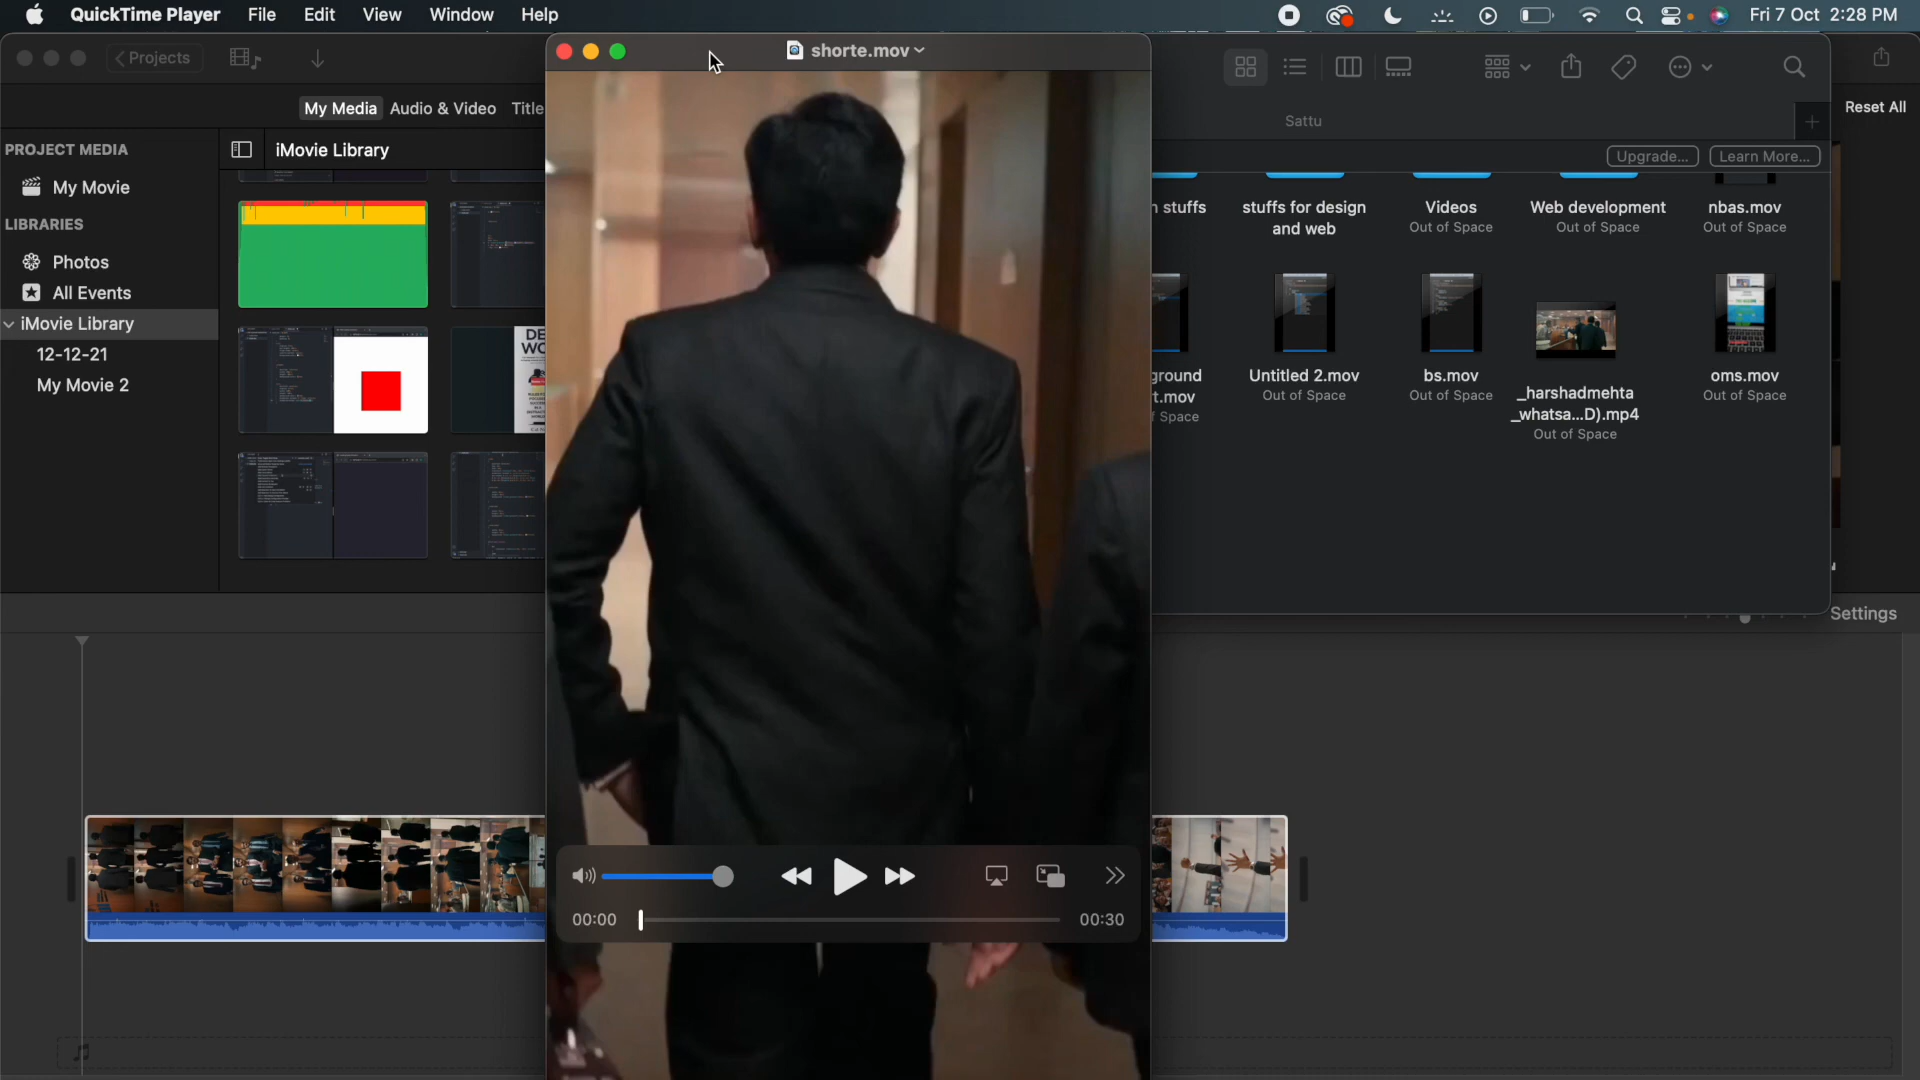 QuickTime Player File Edit View Window Help
Fri 7 Oct 2:28 PM
Projects
shorte.mov
Reset All
My Media Audio & Video Title
Sattu
PROJECT MEDIA
iMovie Library
Upgrade... Learn More...
My Movie
LIBRARIES
stuffs
stuffs for design
and web
Videos
Out of Space
Web development
Out of Space
nbas.mov
Out of Space
Photos
All Events
iMovie Library
12-12-21
My Movie 2
ground
t.mov
f Space
Untitled 2.mov
Out of Space
bs.mov
Out of Space
_harshadmehta
_whatsa...D).mp4
Out of Space
oms.mov
Out of Space
Settings
00:00
00:30